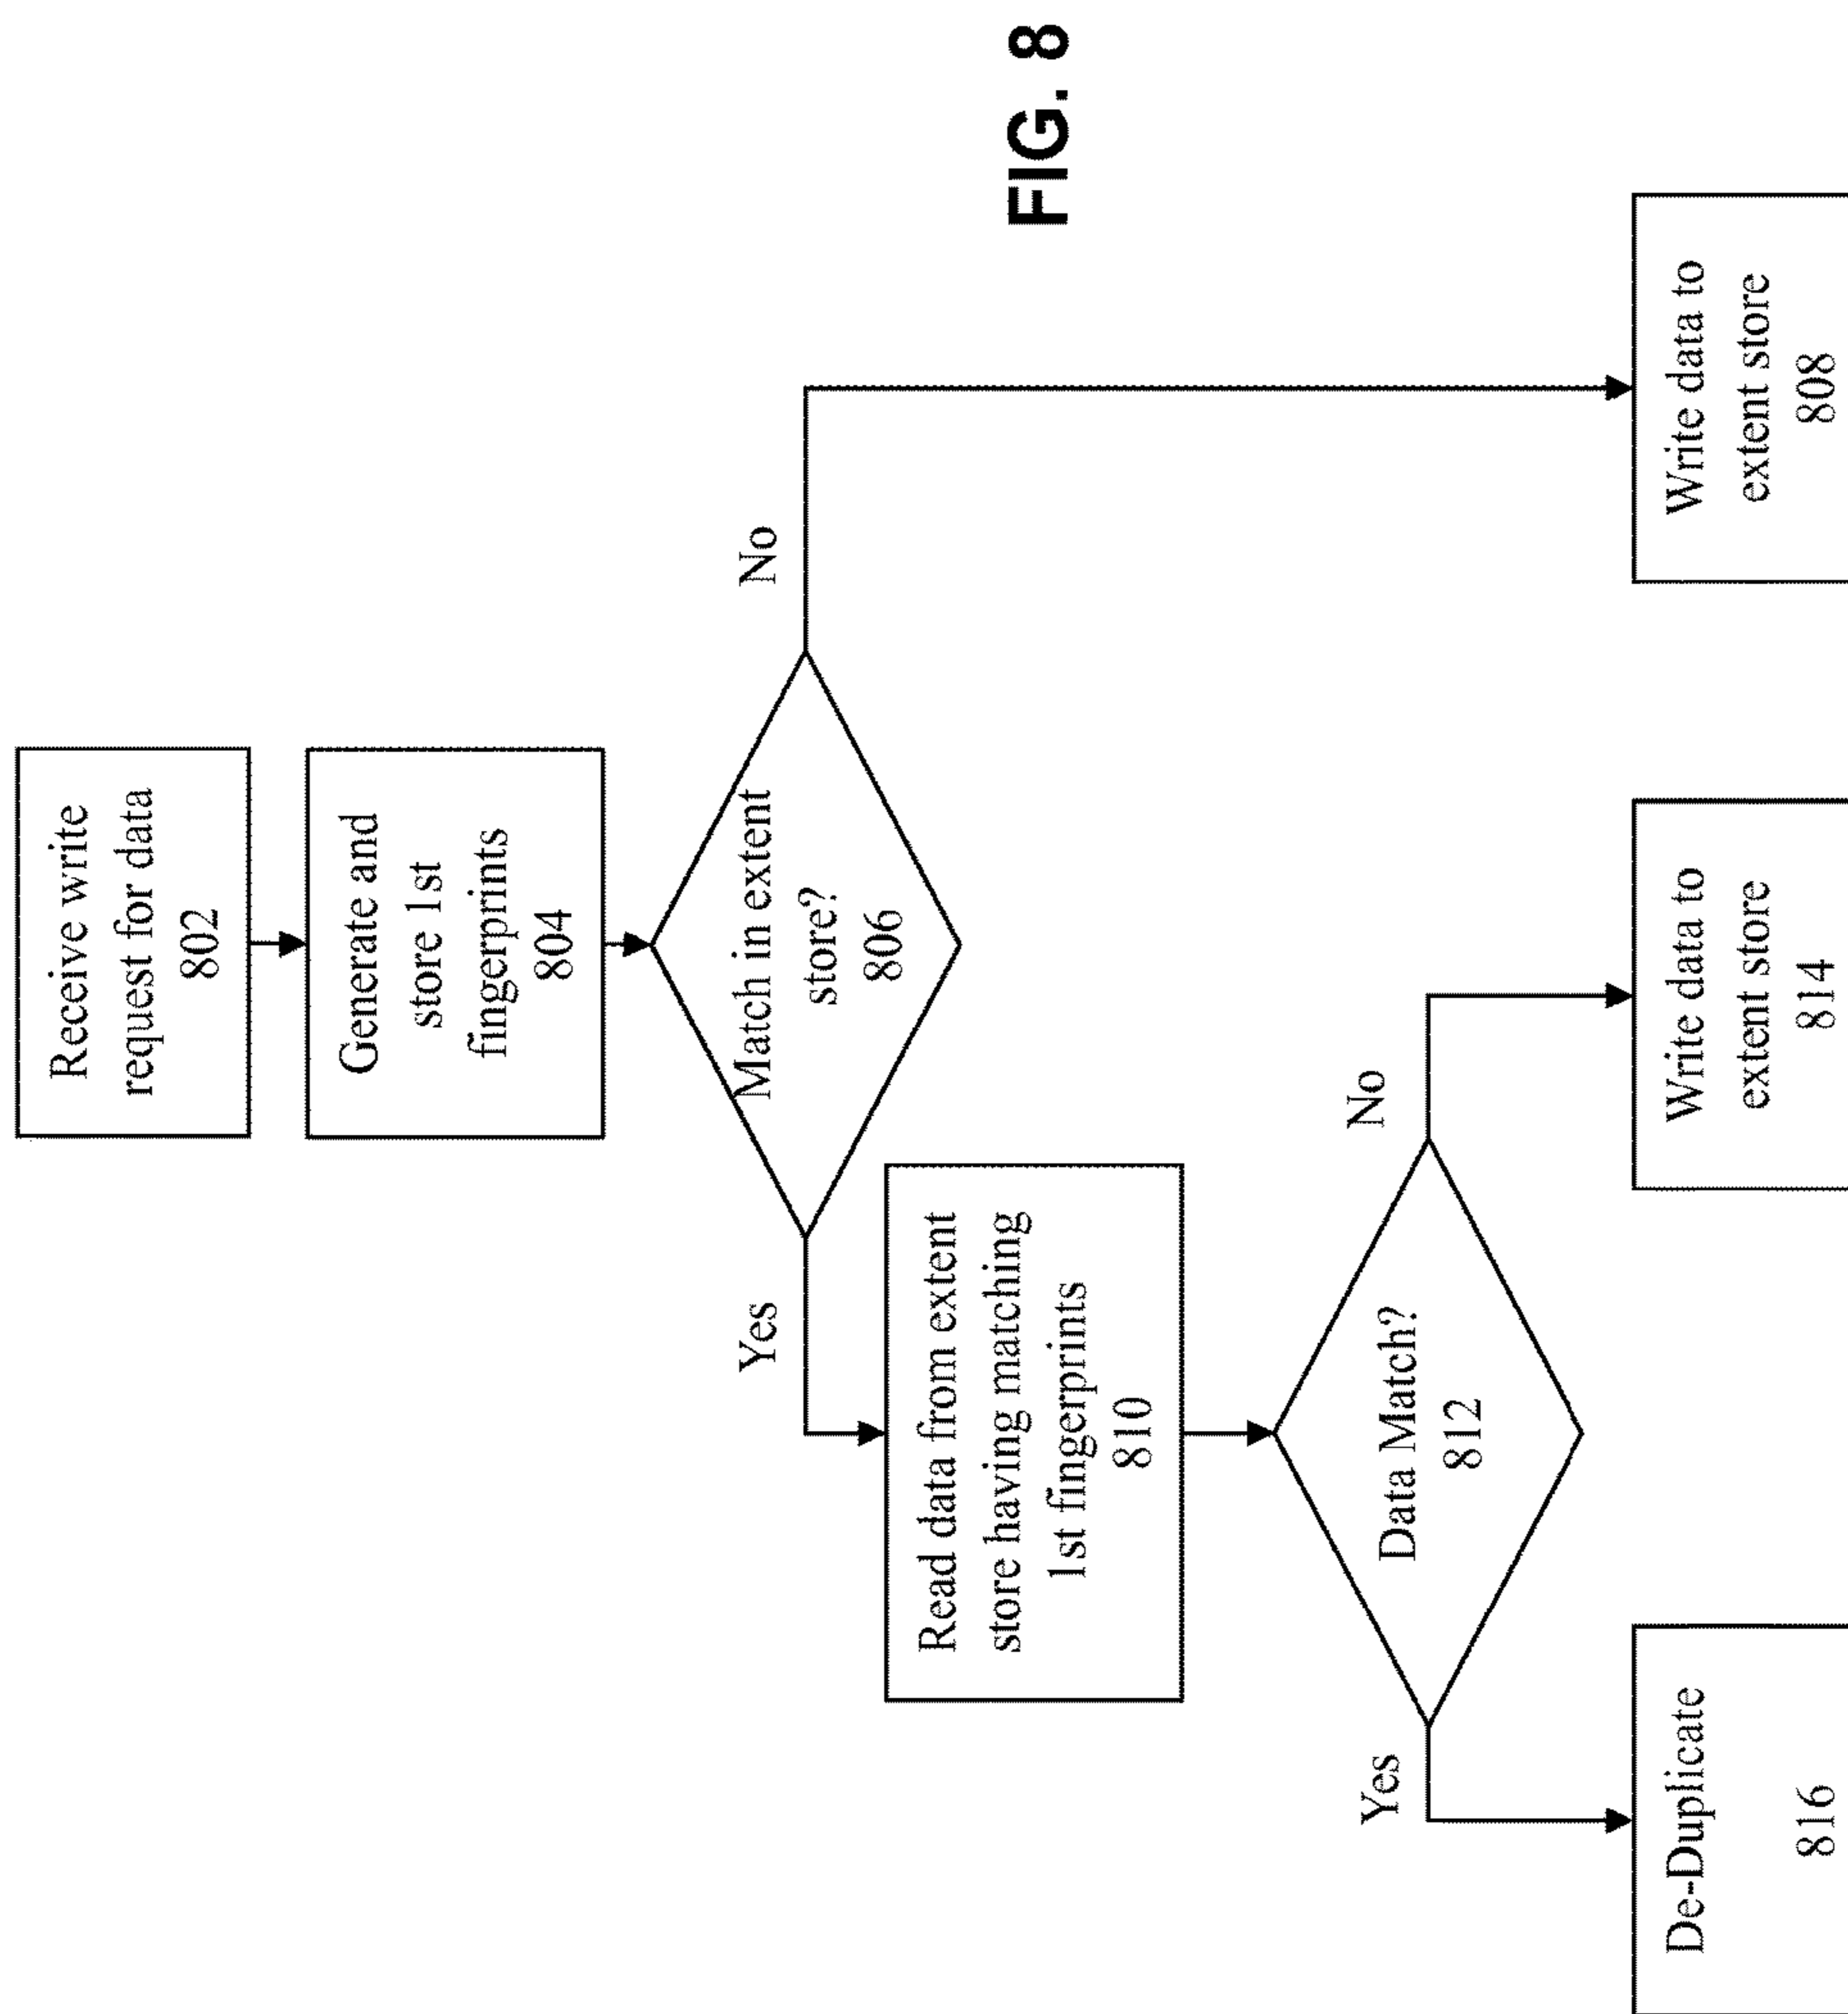 Receive write
request for data
802
Generate and
store 1st
fingerprints
804
Match in extent
store?
806
Yes
No
Read data from extent
store having matching
1st fingerprints
810
Data Match?
812
Yes
No
De-Duplicate
816
Write data to
extent store
814
Write data to
extent store
808
FIG. 8